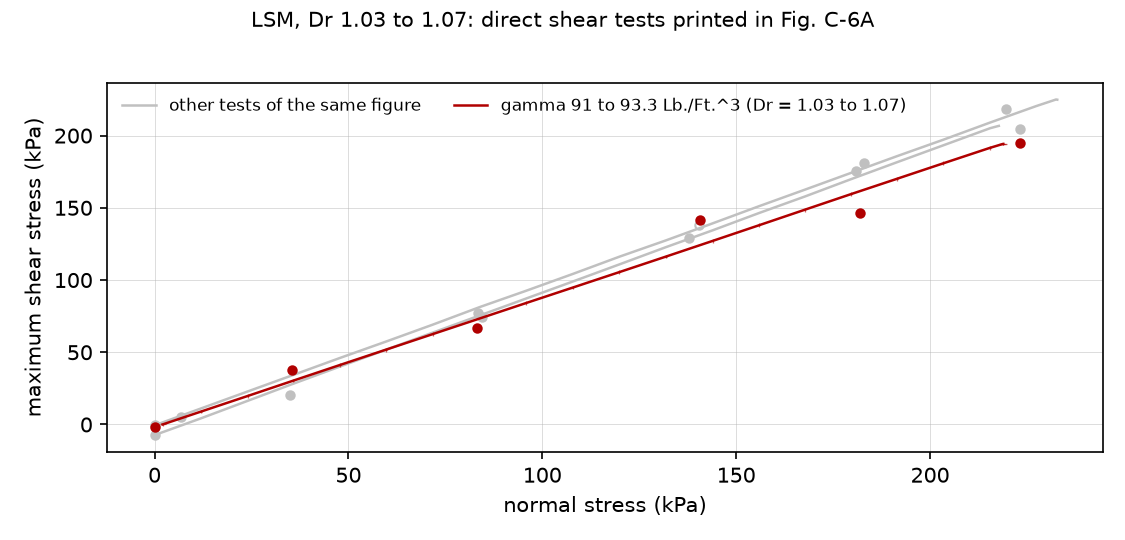 LSM, Dr 1.03 to 1.07: direct shear tests printed in Fig. C-6A
other tests of the same figure
gamma 91 to 93.3 Lb./Ft.^3 (Dr = 1.03 to 1.07)
maximum shear stress (kPa)
200
150
100
50
0
0
50
100
150
200
normal stress (kPa)